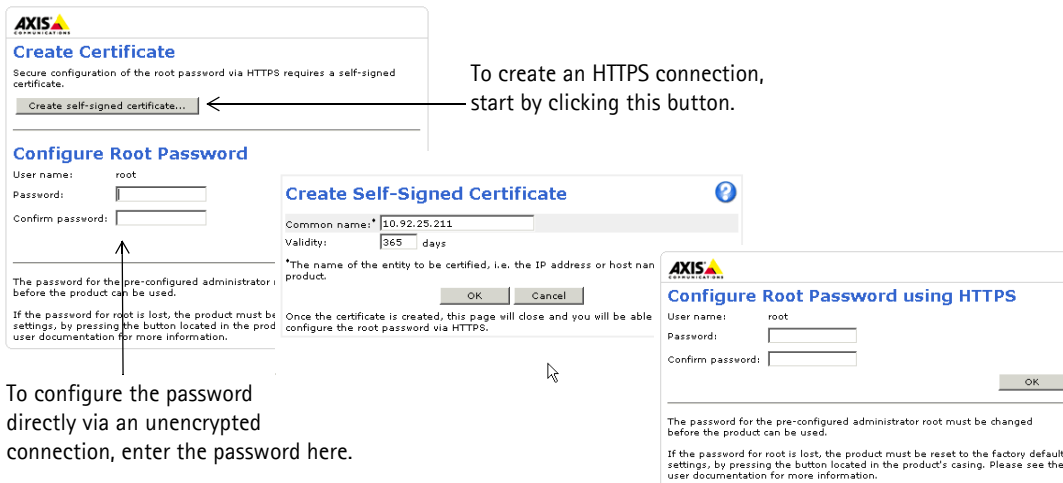 AXIS
COMMUNICATIONS
Create Certificate
Secure configuration of the root password via HTTPS requires a self-signed
certificate.
Create self-signed certificate...
To create an HTTPS connection,
start by clicking this button.
Configure Root Password
User name: root
Password:
Confirm password:
The password for the pre-configured administrator
before the product can be used.
If the password for root is lost, the product must be
settings, by pressing the button located in the prod
user documentation for more information.
To configure the password
directly via an unencrypted
connection, enter the password here.
Create Self-Signed Certificate
?
Common name:* 10.92.25.211
Validity: 365 days
*The name of the entity to be certified, i.e. the IP address or host nan
product.
OK Cancel
Once the certificate is created, this page will close and you will be able
configure the root password via HTTPS.
AXIS
COMMUNICATIONS
Configure Root Password using HTTPS
User name: root
Password:
Confirm password:
OK
The password for the pre-configured administrator root must be changed
before the product can be used.
If the password for root is lost, the product must be reset to the factory default
settings, by pressing the button located in the product's casing. Please see the
user documentation for more information.